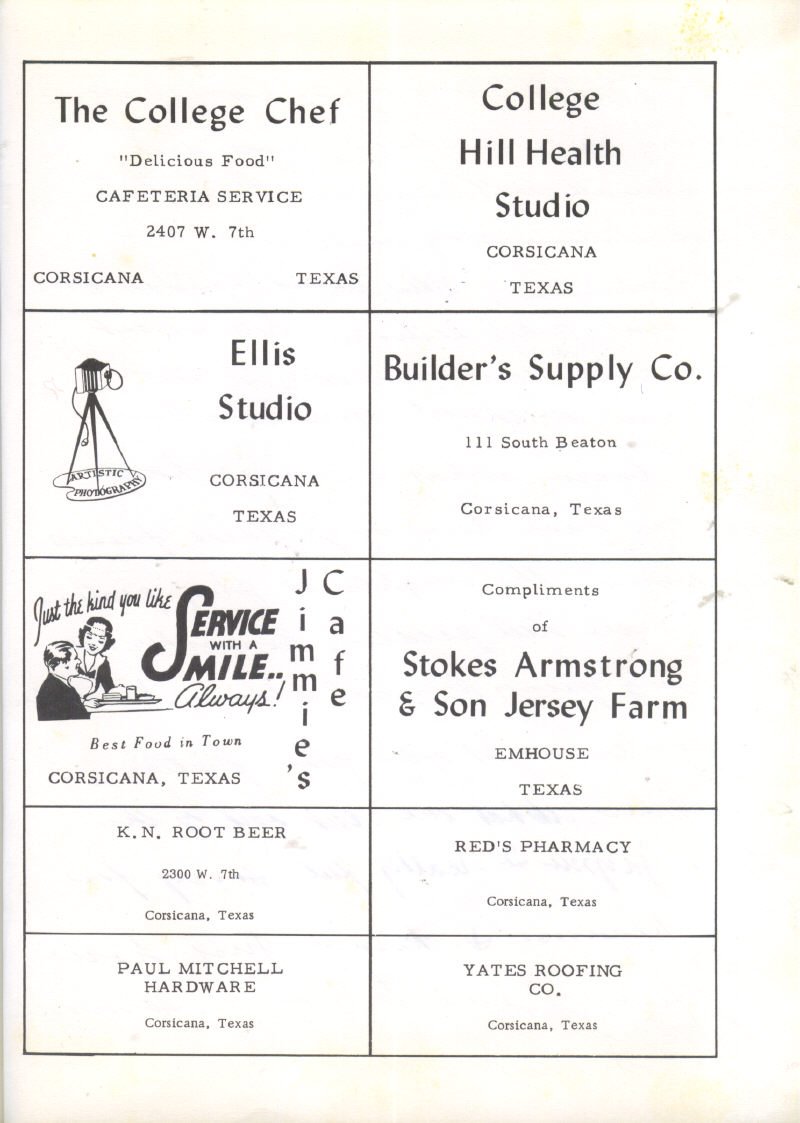 The College Chef
"Delicious Food"
CAFETERIA SERVICE
2407 W. 7th
CORSICANA TEXAS
College
Hill Health
Studio
CORSICANA
TEXAS
Ellis
Studio
ARTISTIC
PHOTOGRAPHY
CORSICANA
TEXAS
Builder's Supply Co.
111 South Beaton
Corsicana, Texas
Just the kind you like
SERVICE
WITH A
SMILE..
Always!
Jimmie's
Cafe
Best Food in Town
CORSICANA, TEXAS
Compliments
of
Stokes Armstrong
& Son Jersey Farm
EMHOUSE
TEXAS
K.N. ROOT BEER
2300 W. 7th
Corsicana, Texas
RED'S PHARMACY
Corsicana, Texas
PAUL MITCHELL
HARDWARE
Corsicana, Texas
YATES ROOFING
CO.
Corsicana, Texas